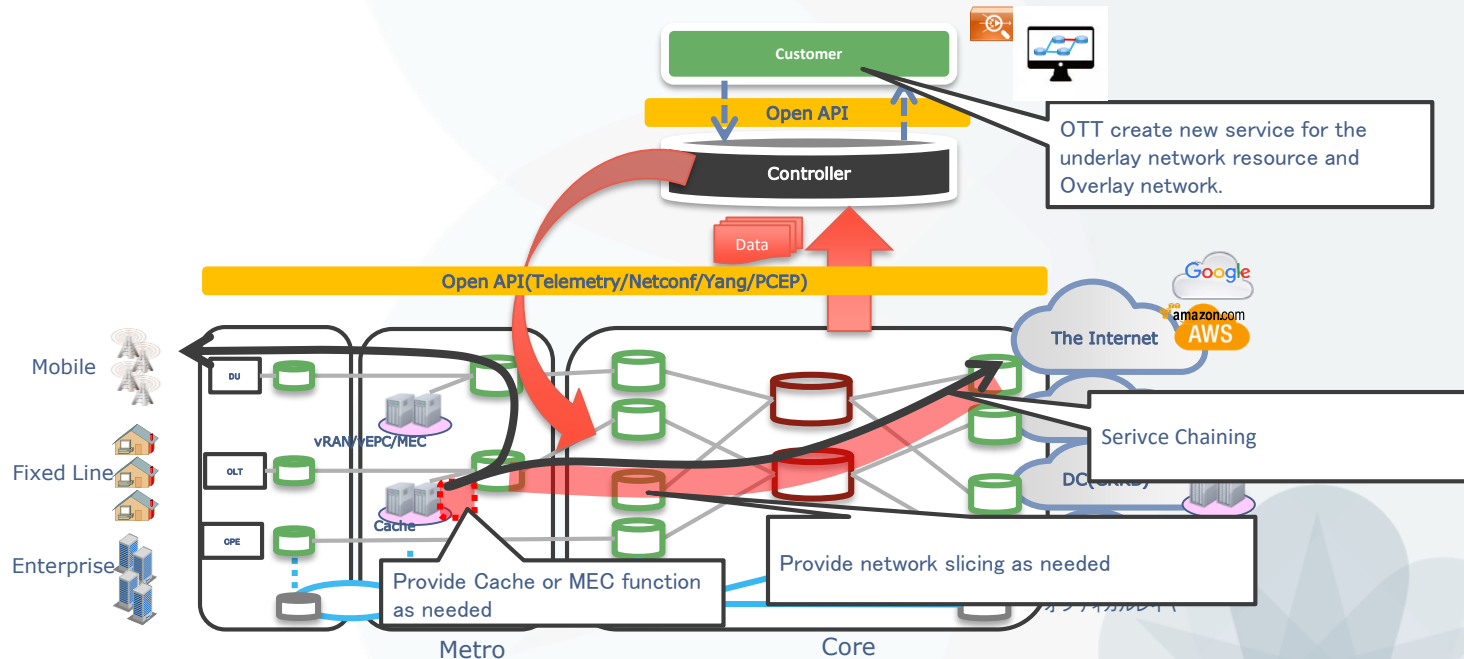 Customer
Open API
OTT create new service for the
underlay network resource and
Overlay network.
Controller
Data
Open API(Telemetry/Netconf/Yang/PCEP)
Google
amazon.com
AWS
The Internet
Mobile
DU
vRAN/vEPC/MEC
Serivce Chaining
Fixed Line
OLT
Cache
Enterprise
CPE
Provide Cache or MEC function
as needed
Provide network slicing as needed
Metro
Core